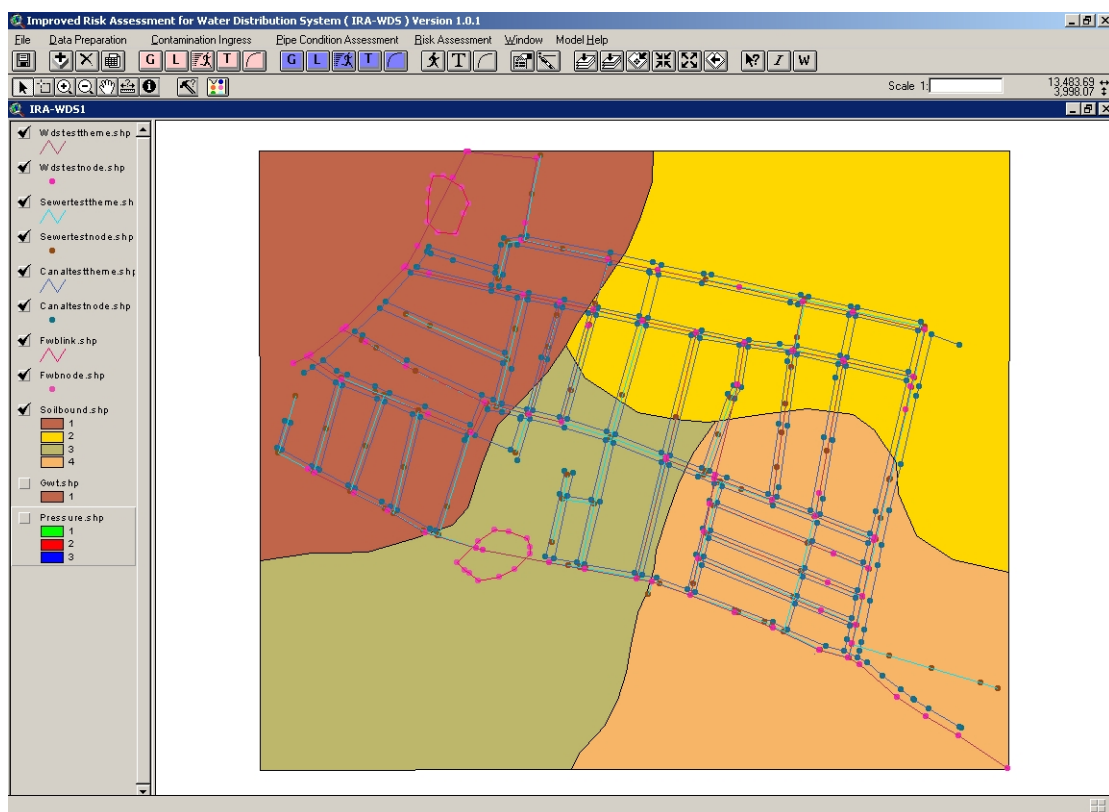 Improved Risk Assessment for Water Distribution System ( IRA-WDS ) Version 1.0.1
File Data Preparation Contamination Ingress Pipe Condition Assessment Risk Assessment Window Model Help
G L T G L T T I W
Scale 1: 13,483.69
3,998.07
IRA-WDS1
Wdstesttheme.shp
Wdstestnode.shp
Sewertesttheme.sh
Sewertestnode.shp
Canaltesttheme.shp
Canaltestnode.shp
Fwblink.shp
Fwbnode.shp
Soilbound.shp
1
2
3
4
Gwt.shp
1
Pressure.shp
1
2
3